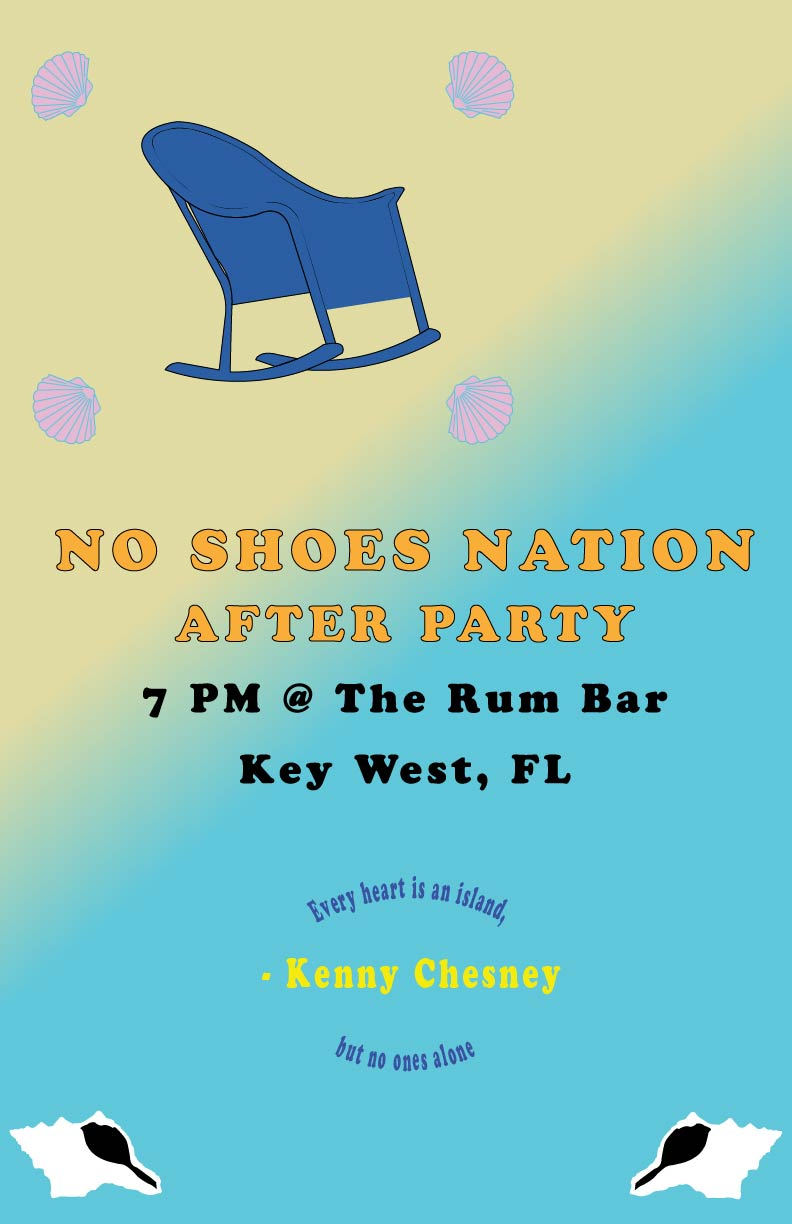 NO SHOES NATION
AFTER PARTY
7 PM @ The Rum Bar
Key West, FL
Every heart is an island,
- Kenny Chesney
but no ones alone